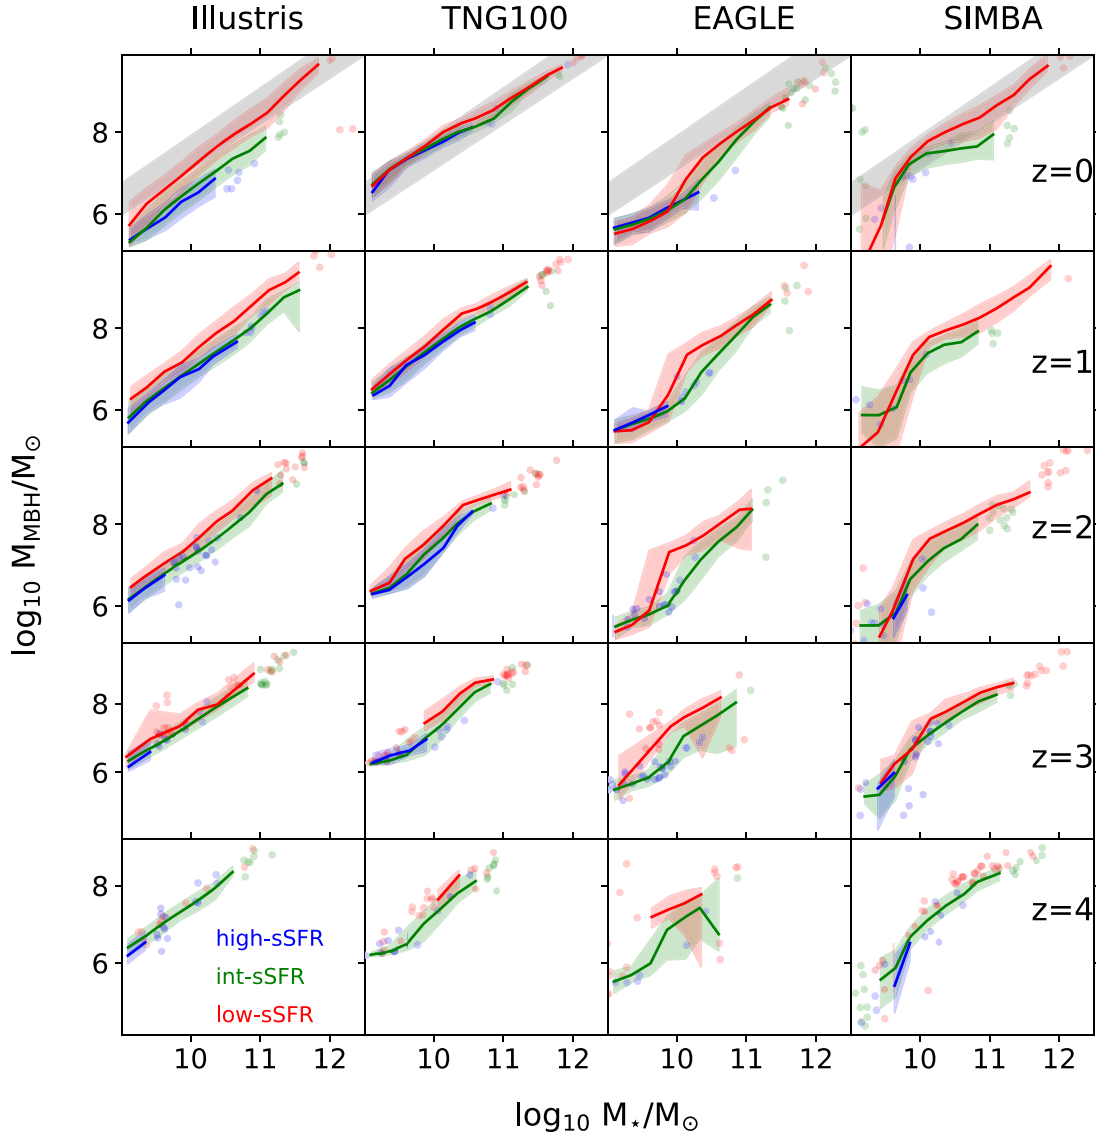 Illustris TNG100 EAGLE SIMBA
8
6
z=0
8
6
z=1
8
6
z=2
8
6
z=3
8
6
z=4
high-sSFR
int-sSFR
low-sSFR
10 11 12 10 11 12 10 11 12 10 11 12
log₁₀ M⋆/M⊙
log₁₀ M_MBH/M⊙